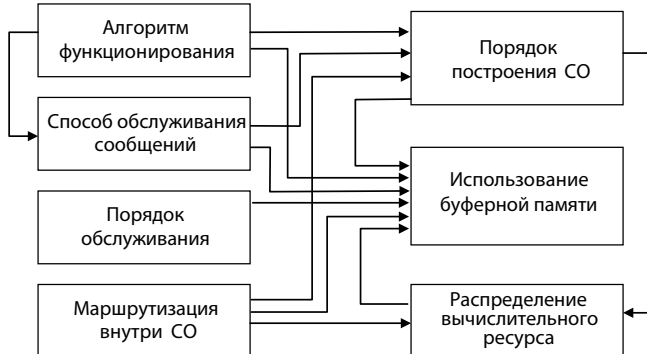 Алгоритм
функционирования
Способ обслуживания
сообщений
Порядок
обслуживания
Маршрутизация
внутри СО
Порядок
построения СО
Использование
буферной памяти
Распределение
вычислительного
ресурса